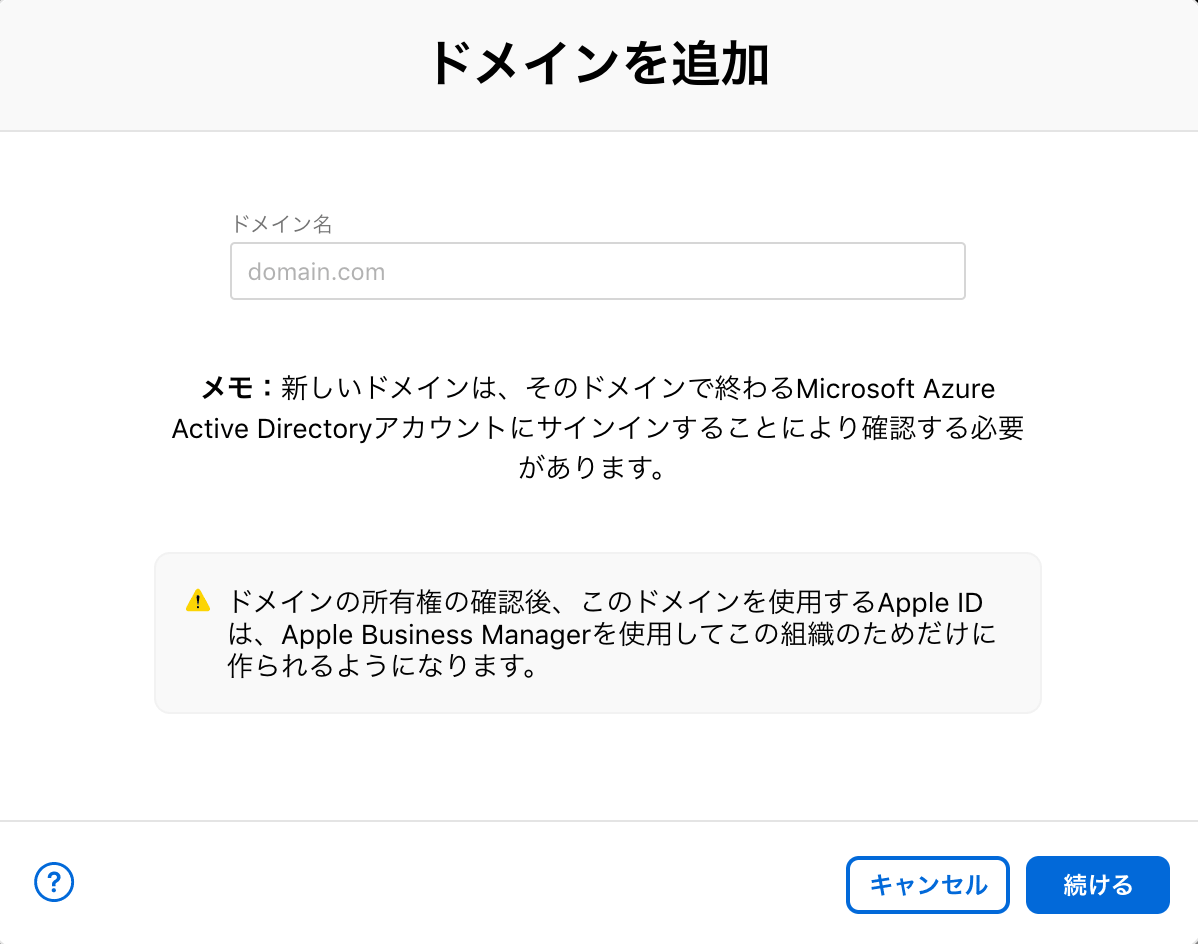 ドメインを追加
ドメイン名
domain.com
メモ：新しいドメインは、そのドメインで終わるMicrosoft Azure
Active Directoryアカウントにサインインすることにより確認する必要
があります。
ドメインの所有権の確認後、このドメインを使用するApple ID
は、Apple Business Managerを使用してこの組織のためだけに
作られるようになります。
?
キャンセル
続ける